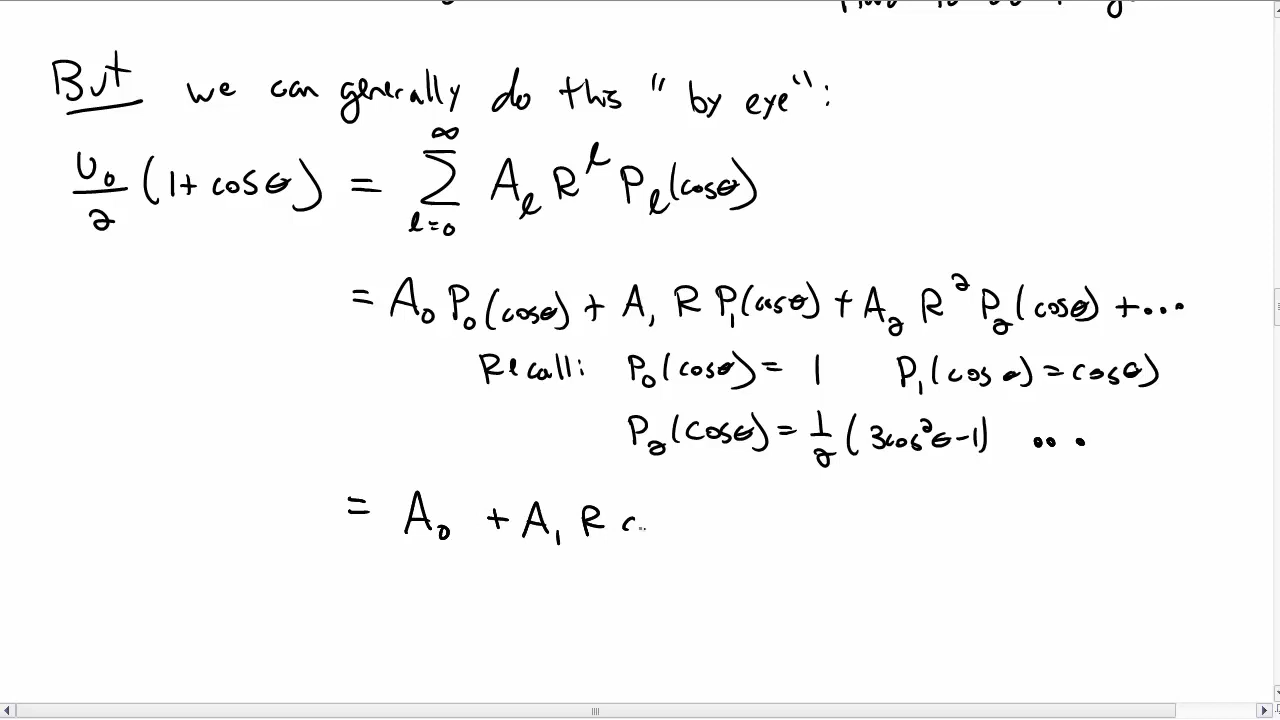 But we can generally do this "by eye":
U₀/2 (1 + cosθ) = ∑_{l=0}^{∞} A_l R^l P_l(cosθ)
= A₀ P₀(cosθ) + A₁ R P₁(cosθ) + A₂ R² P₂(cosθ) + ...
Recall: P₀(cosθ) = 1 P₁(cosθ) = cosθ)
P₂(cosθ) = 1/2 (3cos²θ-1) ...
= A₀ + A₁ R c